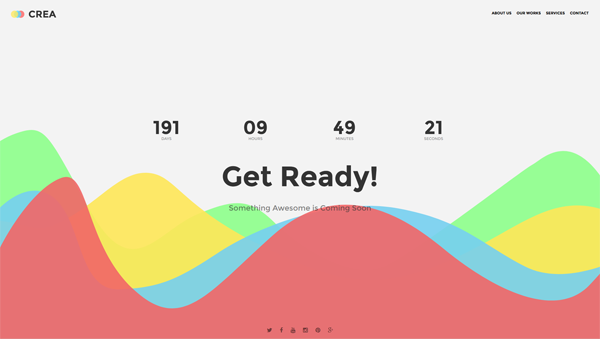 CREA
ABOUT US OUR WORKS SERVICES CONTACT
191 09 49 21
DAYS HOURS MINUTES SECONDS
Get Ready!
Something Awesome is Coming Soon